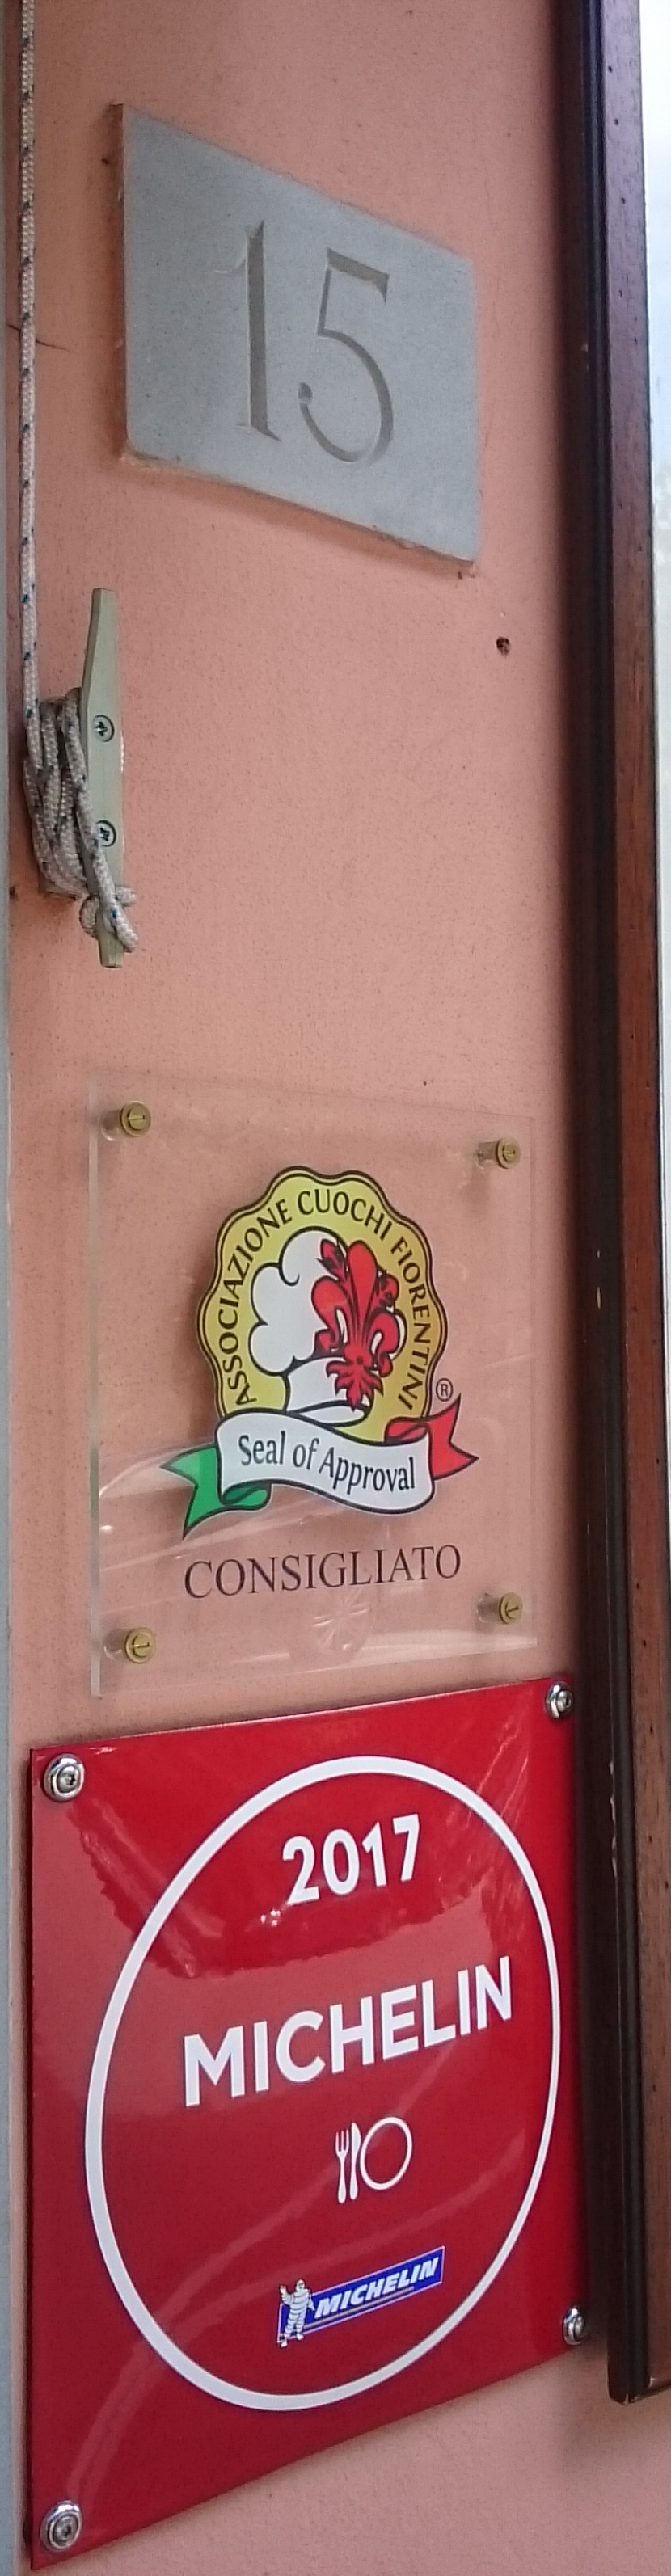 15
ASSOCIAZIONE CUOCHI FIORENTINI
®
Seal of Approval
CONSIGLIATO
2017
MICHELIN
MICHELIN